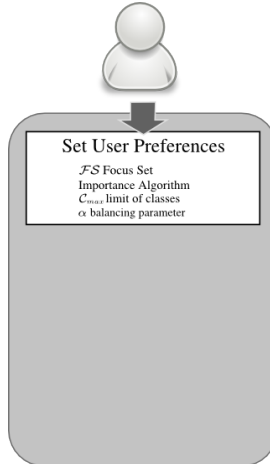 Set User Preferences
𝓕𝓢 Focus Set
Importance Algorithm
𝓒ₘₐₓ limit of classes
α balancing parameter